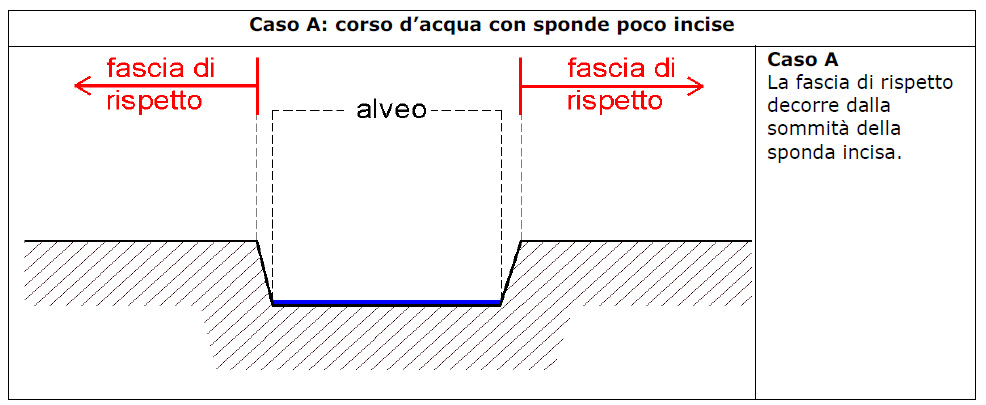 Caso A: corso d’acqua con sponde poco incise
fascia di
rispetto
alveo
fascia di
rispetto
Caso A
La fascia di rispetto
decorre dalla
sommità della
sponda incisa.